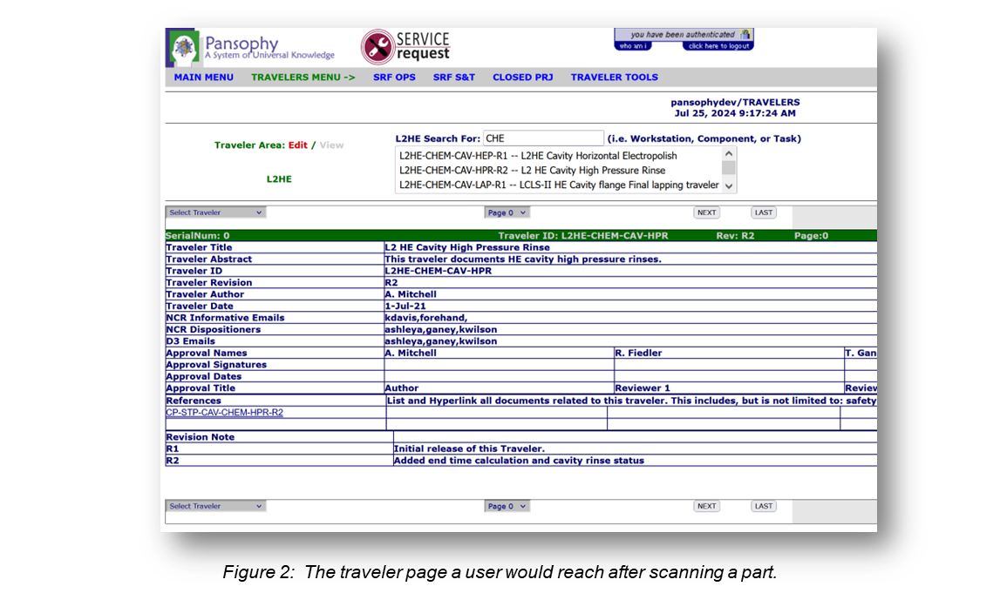 Pansophy
A System of Universal Knowledge
SERVICE
request
you have been authenticated
who am i click here to logout
MAIN MENU TRAVELERS MENU -> SRF OPS SRF S&T CLOSED PRJ TRAVELER TOOLS
pansophydev/TRAVELERS
Jul 25, 2024 9:17:24 AM
Traveler Area: Edit / View
L2HE
L2HE Search For: CHE (i.e. Workstation, Component, or Task)
L2HE-CHEM-CAV-HEP-R1 -- L2HE Cavity Horizontal Electropolish
L2HE-CHEM-CAV-HPR-R2 -- L2 HE Cavity High Pressure Rinse
L2HE-CHEM-CAV-LAP-R1 -- LCLS-II HE Cavity flange Final lapping traveler
Select Traveler Page 0 NEXT LAST
SerialNum: 0 Traveler ID: L2HE-CHEM-CAV-HPR Rev: R2 Page:0
Traveler Title L2 HE Cavity High Pressure Rinse
Traveler Abstract This traveler documents HE cavity high pressure rinses.
Traveler ID L2HE-CHEM-CAV-HPR
Traveler Revision R2
Traveler Author A. Mitchell
Traveler Date 1-Jul-21
NCR Informative Emails kdavis,forehand,
NCR Dispositioners ashleya,ganey,kwilson
D3 Emails ashleya,ganey,kwilson
Approval Names A. Mitchell R. Fiedler T. Gan
Approval Signatures
Approval Dates
Approval Title Author Reviewer 1 Review
References List and Hyperlink all documents related to this traveler. This includes, but is not limited to: safety
CP-STP-CAV-CHEM-HPR-R2
Revision Note
R1 Initial release of this Traveler.
R2 Added end time calculation and cavity rinse status
Select Traveler Page 0 NEXT LAST
Figure 2: The traveler page a user would reach after scanning a part.